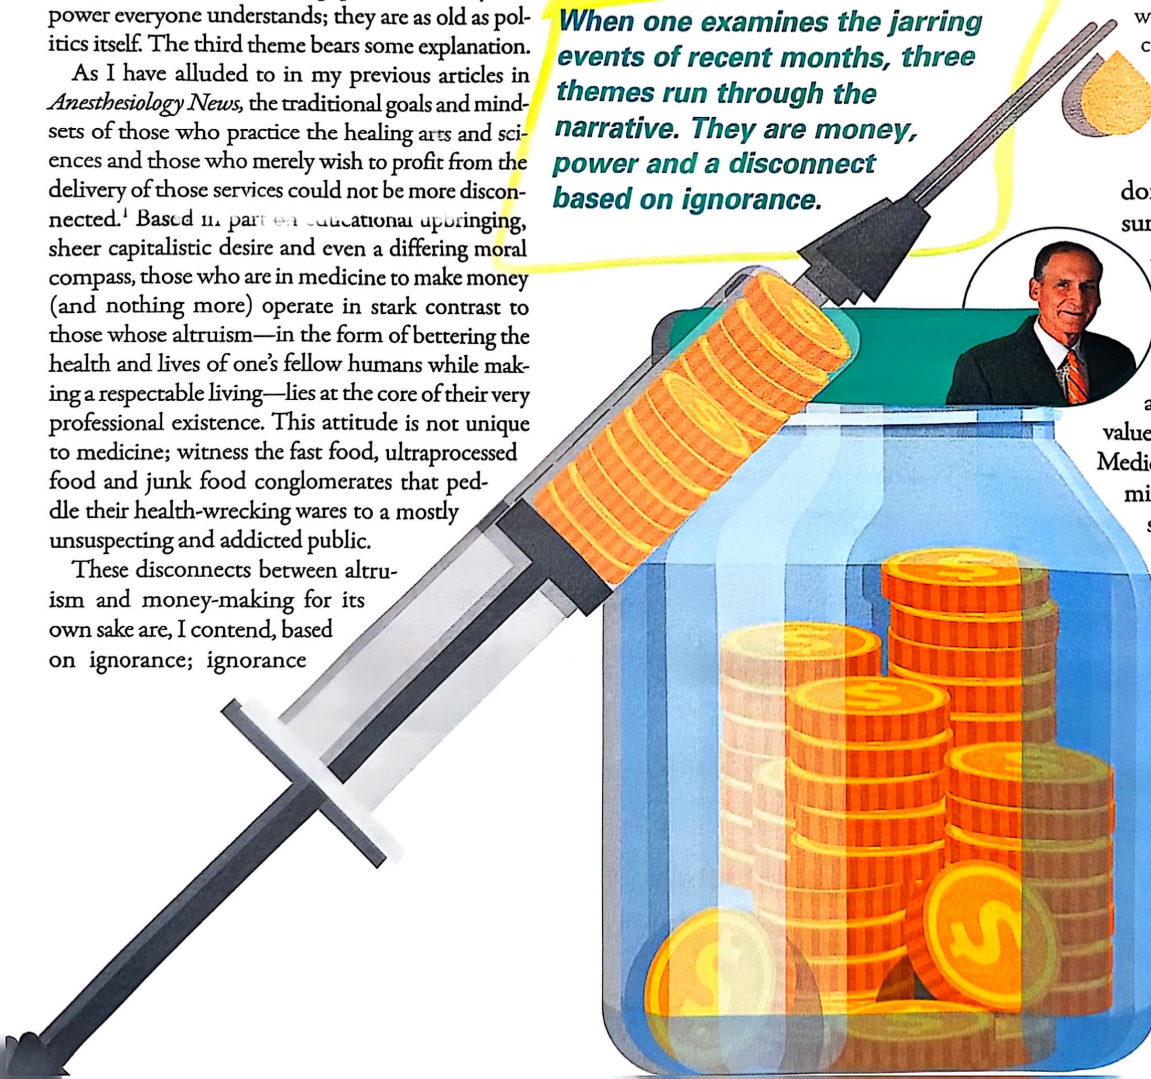 power everyone understands; they are as old as pol-
itics itself. The third theme bears some explanation.
As I have alluded to in my previous articles in
Anesthesiology News, the traditional goals and mind-
sets of those who practice the healing arts and sci-
ences and those who merely wish to profit from the
delivery of those services could not be more discon-
nected.¹ Based in part upbringing,
sheer capitalistic desire and even a differing moral
compass, those who are in medicine to make money
(and nothing more) operate in stark contrast to
those whose altruism—in the form of bettering the
health and lives of one's fellow humans while mak-
ing a respectable living—lies at the core of their very
professional existence. This attitude is not unique
to medicine; witness the fast food, ultraprocessed
food and junk food conglomerates that ped-
dle their health-wrecking wares to a mostly
unsuspecting and addicted public.
These disconnects between altru-
ism and money-making for its
own sake are, I contend, based
on ignorance; ignorance
When one examines the jarring
events of recent months, three
themes run through the
narrative. They are money,
power and a disconnect
based on ignorance.
w
c
do
sur
a
value
Medi
mi
s